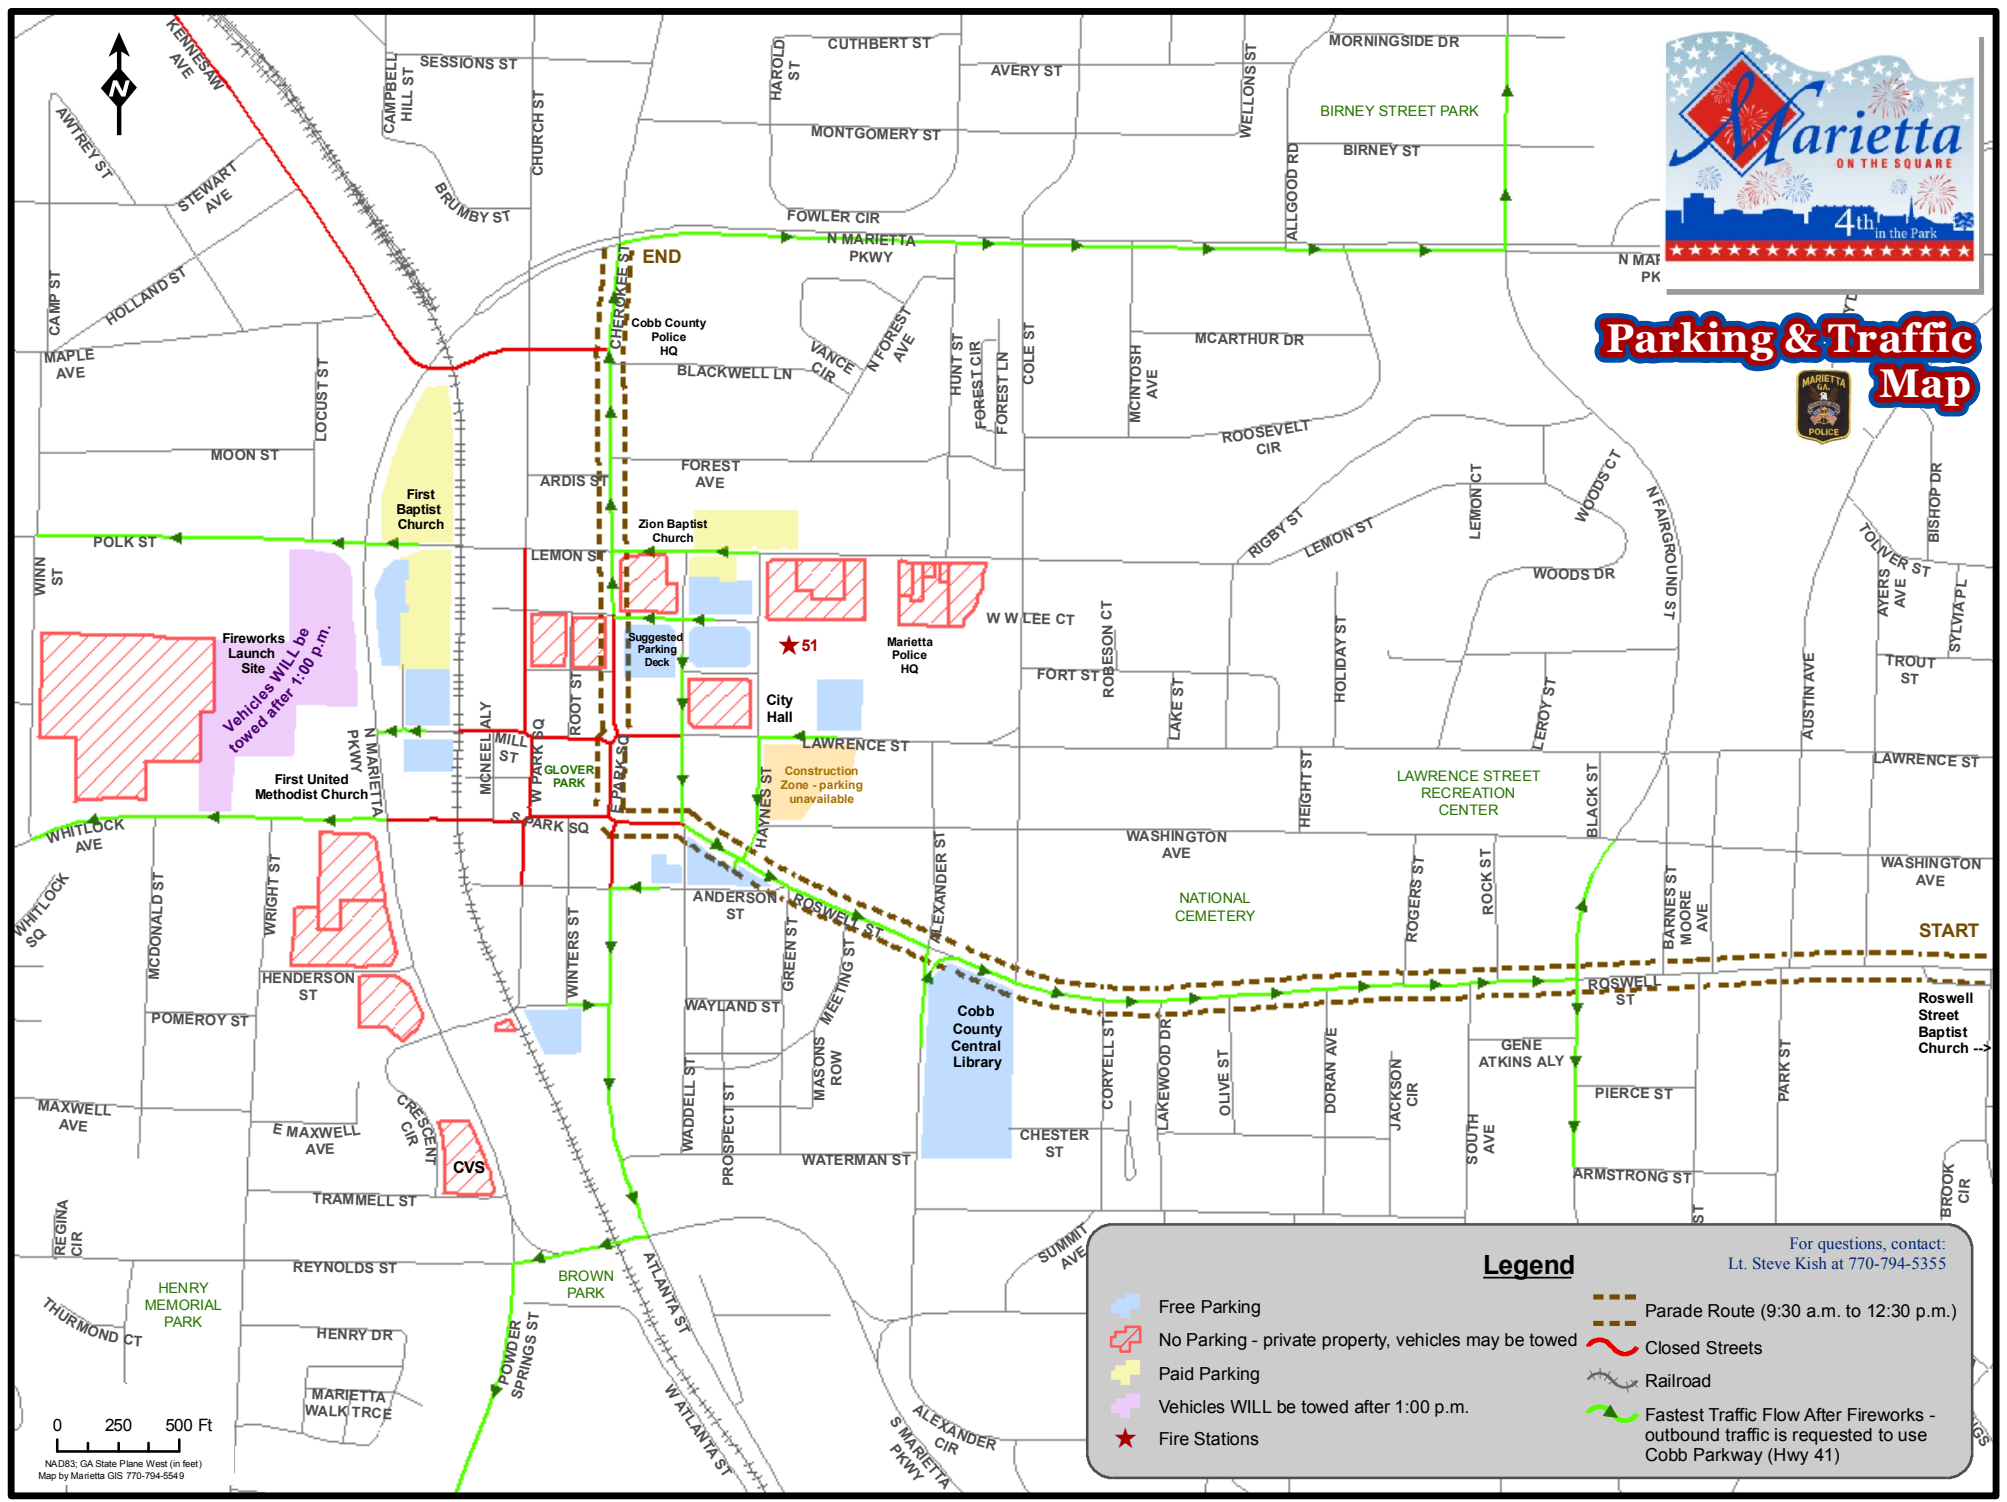 N
KENNESAW
AVE
CAMPBELL
HILL ST
SESSIONS ST
CHURCH ST
HAROLD
ST
CUTHBERT ST
AVERY ST
WELLONS ST
MORNINGSIDE DR
BIRNEY STREET PARK
BIRNEY ST
ALLGOOD RD
MONTGOMERY ST
AWTREY ST
STEWART
AVE
BRUMBY ST
FOWLER CIR
N MARIETTA
PKWY
END
CHEROKEE ST
Marietta
ON THE SQUARE
4th
in the Park
Parking & Traffic
Map
MARIETTA
GA.
POLICE
CAMP ST
HOLLAND ST
MAPLE
AVE
LOCUST ST
Cobb County
Police
HQ
BLACKWELL LN
VANCE
CIR
N FOREST
AVE
HUNT ST
FOREST CIR
FOREST LN
COLE ST
MCINTOSH
AVE
MCARTHUR DR
ROOSEVELT
CIR
MOON ST
First
Baptist
Church
ARDIS ST
FOREST
AVE
LEMON CT
WOODS CT
N FAIRGROUND ST
BISHOP DR
POLK ST
LEMON ST
Zion Baptist
Church
RIGBY ST
LEMON ST
WOODS DR
TOLIVER ST
AYERS
AVE
SYLVIA PL
WINN
ST
Fireworks
Launch
Site
Vehicles WILL be
towed after 1:00 p.m.
Suggested
Parking
Deck
51
Marietta
Police
HQ
W W LEE CT
ROBESON CT
FORT ST
HOLIDAY ST
LAKE ST
LEROY ST
AUSTIN AVE
TROUT
ST
ROOT ST
City
Hall
N MARIETTA
PKWY
MCNEEL ALY
MILL
ST
W PARK SQ
GLOVER
PARK
E PARK SQ
S PARK SQ
LAWRENCE ST
Construction
Zone - parking
unavailable
HAYNES ST
First United
Methodist Church
HEIGHT ST
LAWRENCE STREET
RECREATION
CENTER
BLACK ST
LAWRENCE ST
WHITLOCK
AVE
WHITLOCK
SQ
MCDONALD ST
WRIGHT ST
WASHINGTON
AVE
WASHINGTON
AVE
ALEXANDER ST
NATIONAL
CEMETERY
ROGERS ST
ROCK ST
BARNES ST
MOORE
AVE
START
ANDERSON
ST
ROSWELL ST
WINTERS ST
GREEN ST
MEETING ST
HENDERSON
ST
POMEROY ST
WAYLAND ST
Cobb
County
Central
Library
ROSWELL
ST
Roswell
Street
Baptist
Church -->
CORYELL ST
LAKEWOOD DR
OLIVE ST
DORAN AVE
JACKSON
CIR
SOUTH
AVE
GENE
ATKINS ALY
PIERCE ST
PARK ST
MAXWELL
AVE
E MAXWELL
AVE
CRESCENT
CIR
CVS
WADDELL ST
PROSPECT ST
MASONS
ROW
WATERMAN ST
CHESTER
ST
ARMSTRONG ST
ST
BROOK
CIR
TRAMMELL ST
REGINA
CIR
REYNOLDS ST
HENRY
MEMORIAL
PARK
THURMOND CT
HENRY DR
MARIETTA
WALK TRCE
BROWN
PARK
POWDER
SPRINGS ST
ATLANTA ST
W ATLANTA ST
SUMMIT
AVE
ALEXANDER
CIR
S MARIETTA
PKWY
0 250 500 Ft
NAD83; GA State Plane West (in feet)
Map by Marietta GIS 770-794-5549
Legend
For questions, contact:
Lt. Steve Kish at 770-794-5355
Free Parking
No Parking - private property, vehicles may be towed
Paid Parking
Vehicles WILL be towed after 1:00 p.m.
Fire Stations
Parade Route (9:30 a.m. to 12:30 p.m.)
Closed Streets
Railroad
Fastest Traffic Flow After Fireworks -
outbound traffic is requested to use
Cobb Parkway (Hwy 41)